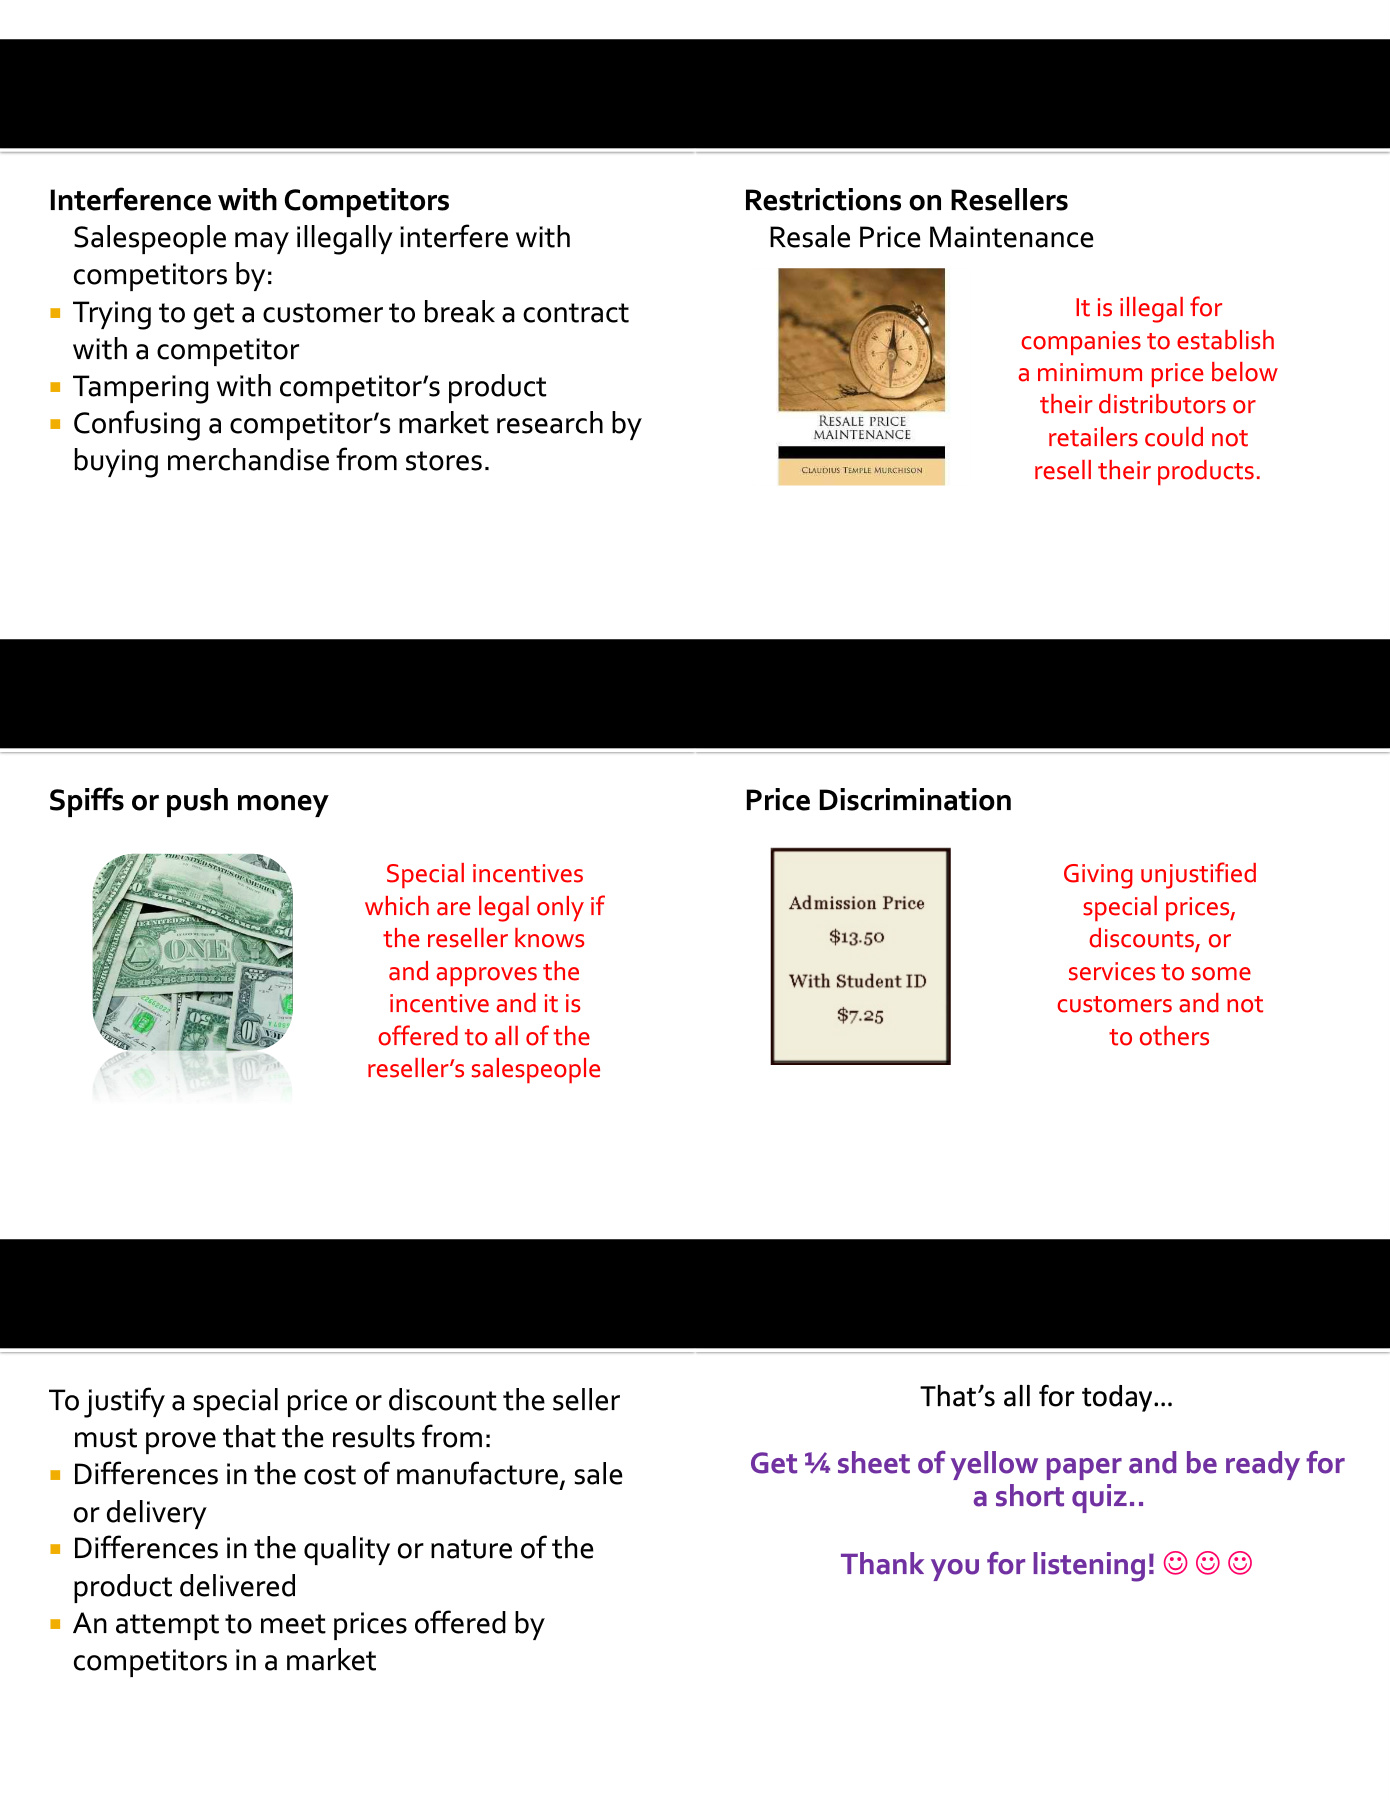 Interference with Competitors
Salespeople may illegally interfere with
competitors by:
Trying to get a customer to break a contract
with a competitor
Tampering with competitor’s product
Confusing a competitor’s market research by
buying merchandise from stores.
Restrictions on Resellers
Resale Price Maintenance
RESALE PRICE
MAINTENANCE
CLAUDIUS TEMPLE MURCHISON
It is illegal for
companies to establish
a minimum price below
their distributors or
retailers could not
resell their products.
Spiffs or push money
THE UNITED STATES OF AMERICA
ONE
50
Special incentives
which are legal only if
the reseller knows
and approves the
incentive and it is
offered to all of the
reseller’s salespeople
Price Discrimination
Admission Price
$13.50
With Student ID
$7.25
Giving unjustified
special prices,
discounts, or
services to some
customers and not
to others
To justify a special price or discount the seller
must prove that the results from:
Differences in the cost of manufacture, sale
or delivery
Differences in the quality or nature of the
product delivered
An attempt to meet prices offered by
competitors in a market
That’s all for today…
Get ¼ sheet of yellow paper and be ready for
a short quiz..
Thank you for listening! ☺ ☺ ☺